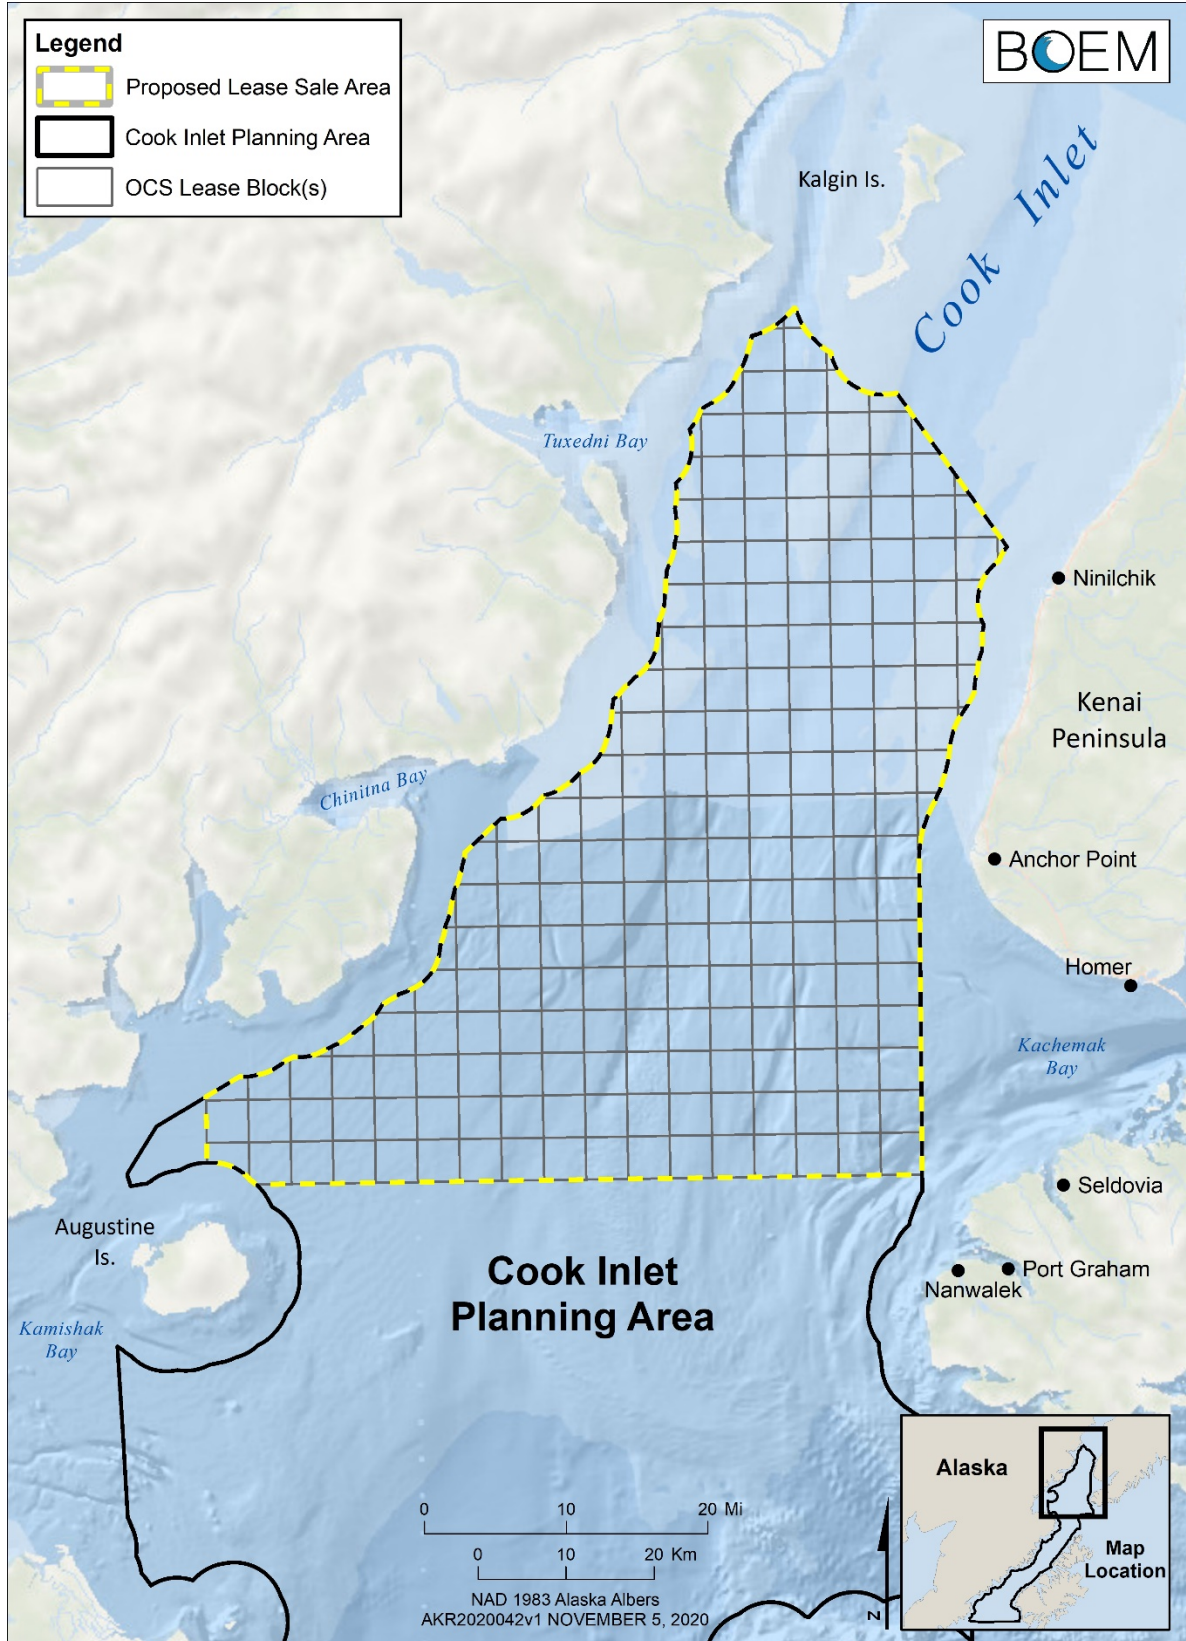 Legend
Proposed Lease Sale Area
Cook Inlet Planning Area
OCS Lease Block(s)
BOEM
Kalgin Is.
Cook Inlet
Tuxedni Bay
Ninilchik
Kenai
Peninsula
Chinitna Bay
Anchor Point
Homer
Kachemak
Bay
Seldovia
Augustine
Is.
Port Graham
Nanwalek
Cook Inlet
Planning Area
Kamishak
Bay
Alaska
Map
Location
0 10 20 Mi
0 10 20 Km
NAD 1983 Alaska Albers
AKR2020042v1 NOVEMBER 5, 2020
N